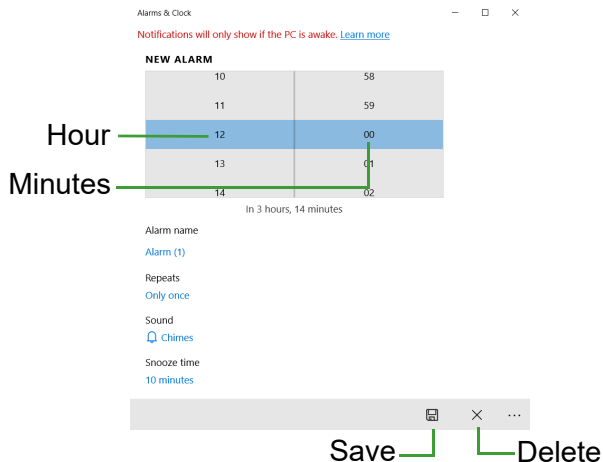 Alarms & Clock
Notifications will only show if the PC is awake. Learn more
NEW ALARM
10 58
11 59
Hour 12 00
13 01
Minutes
14 02
In 3 hours, 14 minutes
Alarm name
Alarm (1)
Repeats
Only once
Sound
Chimes
Snooze time
10 minutes
Save Delete